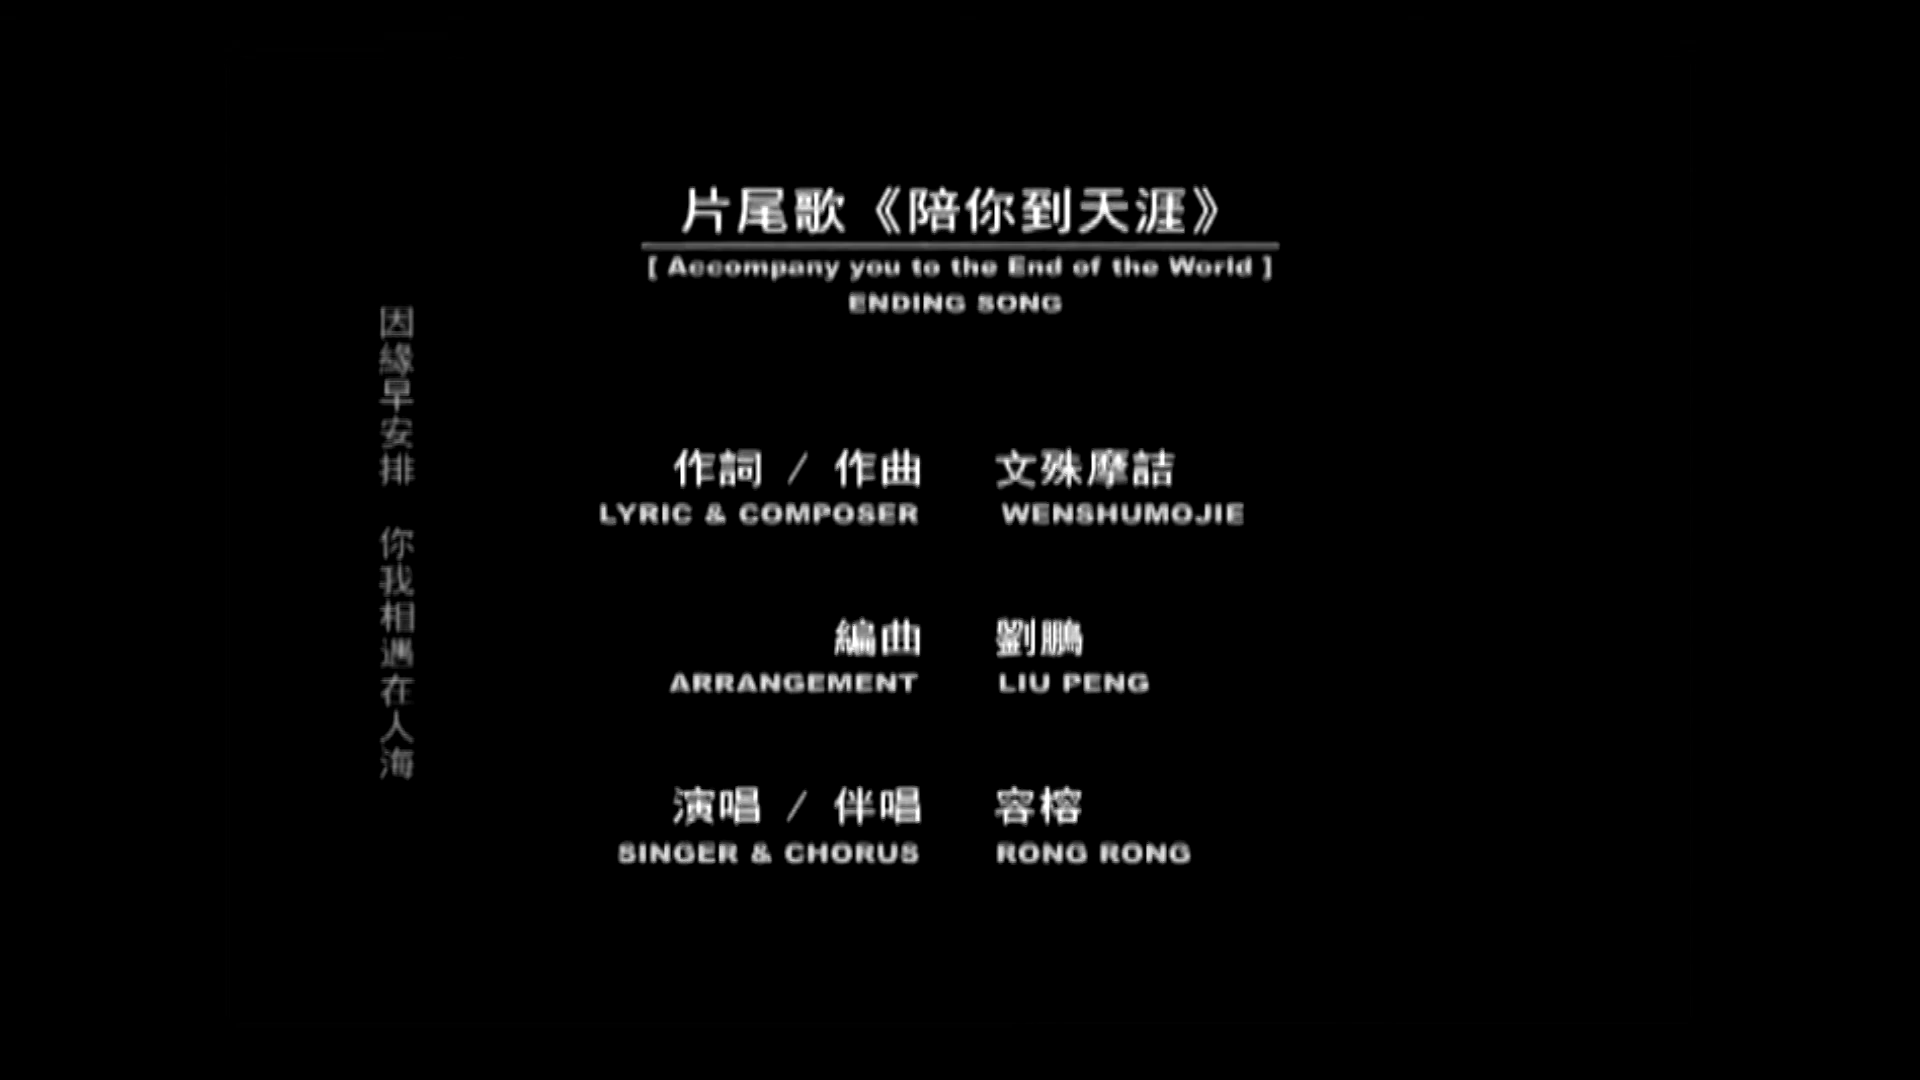 片尾歌《陪你到天涯》
[ Accompany you to the End of the World ]
ENDING SONG
因緣早安排　你我相遇在人海
作詞 / 作曲　文殊摩詰
LYRIC & COMPOSER　WENSHUMOJIE
編曲　劉鵬
ARRANGEMENT　LIU PENG
演唱 / 伴唱　容榕
SINGER & CHORUS　RONG RONG